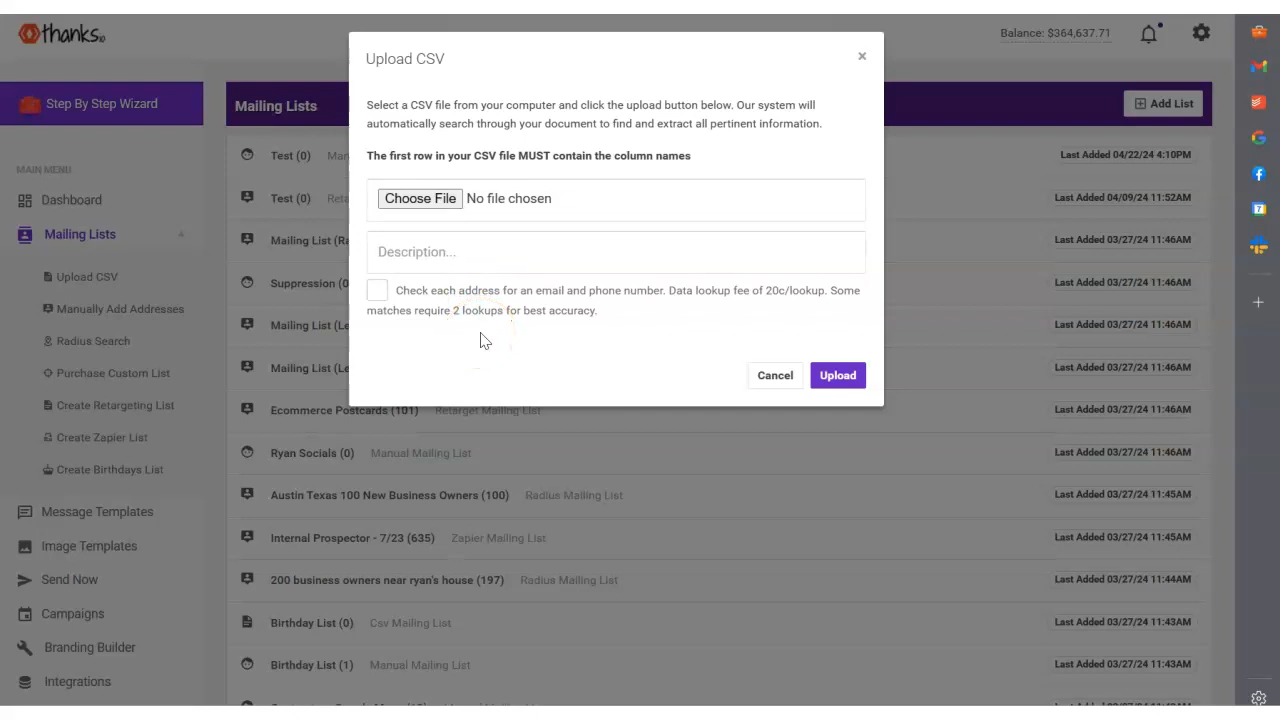 thanks.io
Balance: $364,637.71
Upload CSV
×
Select a CSV file from your computer and click the upload button below. Our system will
automatically search through your document to find and extract all pertinent information.
The first row in your CSV file MUST contain the column names
Choose File No file chosen
Description...
Check each address for an email and phone number. Data lookup fee of 20c/lookup. Some
matches require 2 lookups for best accuracy.
Cancel Upload
Step By Step Wizard
MAIN MENU
Dashboard
Mailing Lists
Upload CSV
Manually Add Addresses
Radius Search
Purchase Custom List
Create Retargeting List
Create Zapier List
Create Birthdays List
Message Templates
Image Templates
Send Now
Campaigns
Branding Builder
Integrations
Mailing Lists Add List
Test (0) Last Added 04/22/24 4:10PM
Test (0) Last Added 04/09/24 11:52AM
Mailing List Last Added 03/27/24 11:46AM
Suppression Last Added 03/27/24 11:46AM
Mailing List Last Added 03/27/24 11:46AM
Mailing List Last Added 03/27/24 11:46AM
Ecommerce Postcards (101) Retarget Mailing List Last Added 03/27/24 11:46AM
Ryan Socials (0) Manual Mailing List Last Added 03/27/24 11:46AM
Austin Texas 100 New Business Owners (100) Radius Mailing List Last Added 03/27/24 11:45AM
Internal Prospector - 7/23 (635) Zapier Mailing List Last Added 03/27/24 11:45AM
200 business owners near ryan's house (197) Radius Mailing List Last Added 03/27/24 11:44AM
Birthday List (0) Csv Mailing List Last Added 03/27/24 11:43AM
Birthday List (1) Manual Mailing List Last Added 03/27/24 11:43AM